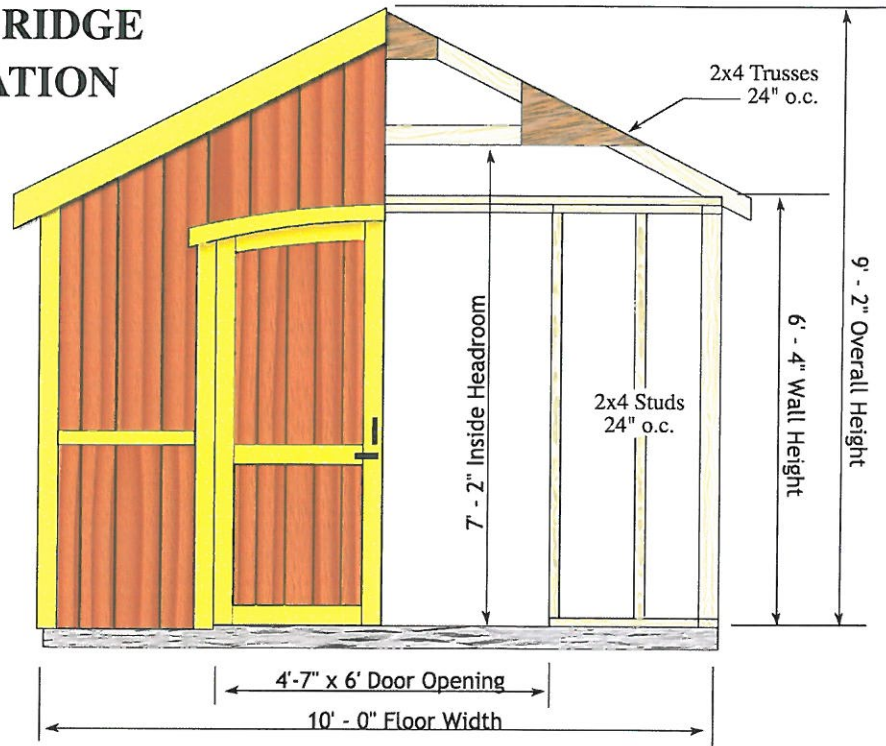 RIDGE
ATION
2x4 Trusses
24" o.c.
9' - 2" Overall Height
6' - 4" Wall Height
7' - 2" Inside Headroom
2x4 Studs
24" o.c.
4'-7" x 6' Door Opening
10' - 0" Floor Width